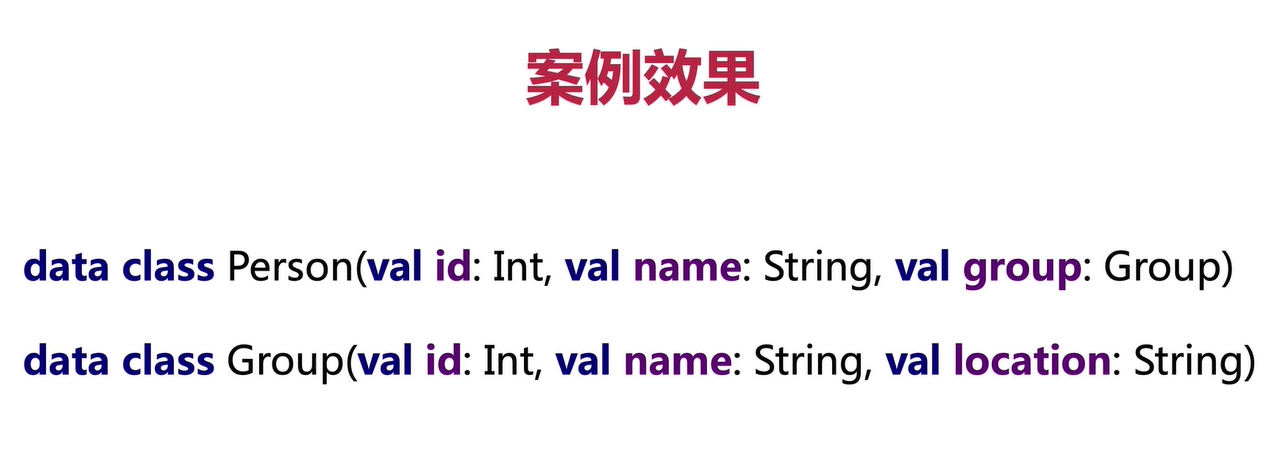 案例效果
data class Person(val id: Int, val name: String, val group: Group)
data class Group(val id: Int, val name: String, val location: String)